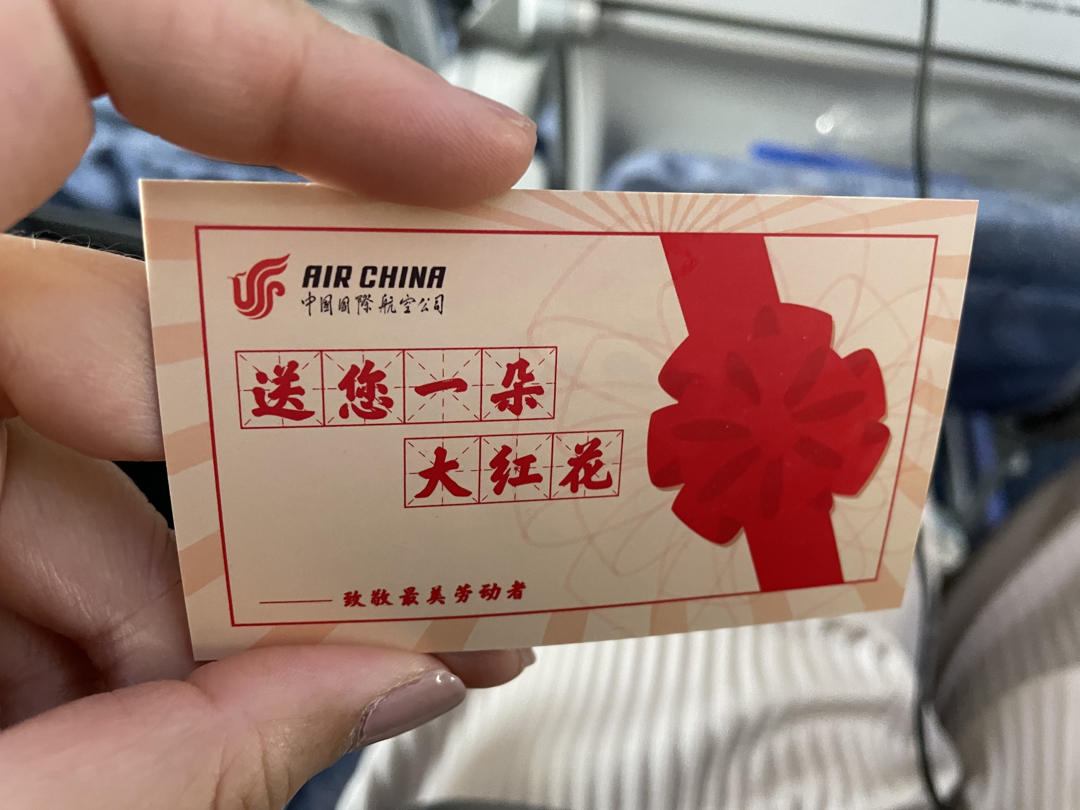 AIR CHINA
中国国際航空公司
送您一朵
大红花
——致敬最美劳动者